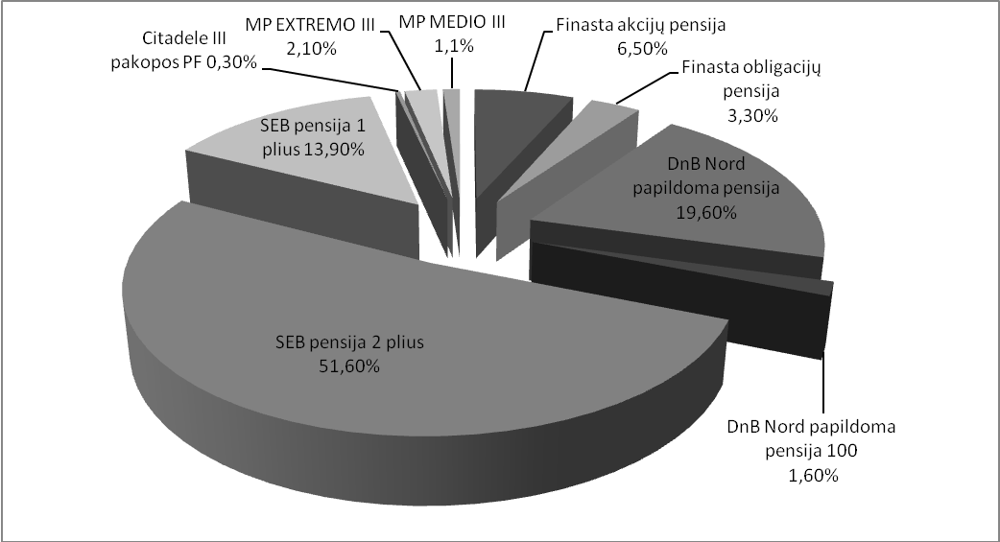 Citadele III
pakopos PF 0,30%
MP EXTREMO III
2,10%
MP MEDIO III
1,1%
Finasta akcijų pensija
6,50%
Finasta obligacijų
pensija
3,30%
SEB pensija 1
plius 13,90%
DnB Nord
papildoma pensija
19,60%
SEB pensija 2 plius
51,60%
DnB Nord papildoma
pensija 100
1,60%